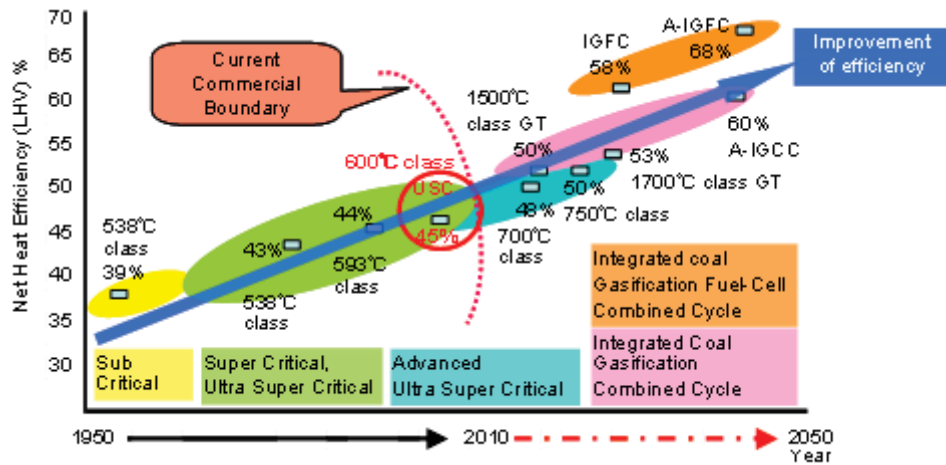 Net Heat Efficiency (LHV) %
70
65
60
55
50
45
40
35
30
Current
Commercial
Boundary
IGFC
58%
A-IGFC
68%
Improvement
of efficiency
1500℃
class GT
50%
60%
A-IGCC
53%
1700℃ class GT
600℃ class
USC
45%
48%
700℃
class
50%
750℃ class
538℃
class
39%
43%
538℃
class
44%
593℃
class
Sub
Critical
Super Critical,
Ultra Super Critical
Advanced
Ultra Super Critical
Integrated coal
Gasification Fuel-Cell
Combined Cycle
Integrated Coal
Gasification
Combined Cycle
1950
2010
2050
Year